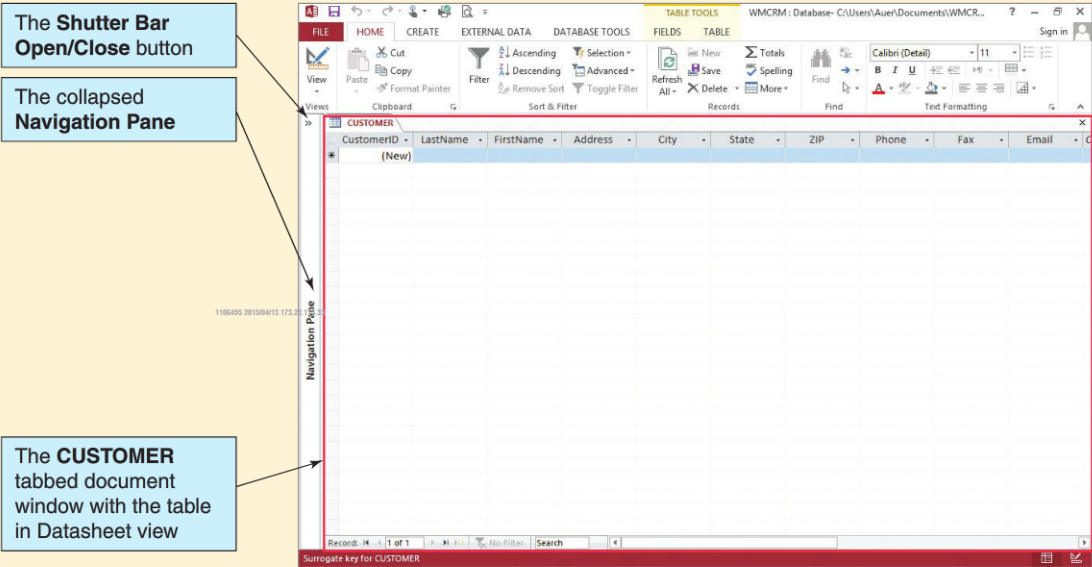 The Shutter Bar
Open/Close button
The collapsed
Navigation Pane
The CUSTOMER
tabbed document
window with the table
in Datasheet view
TABLE TOOLS WMCRM : Database- C:\Users\Auer\Documents\WMCR... ?
FILE HOME CREATE EXTERNAL DATA DATABASE TOOLS FIELDS TABLE Sign in
View
Views
Paste
Cut
Copy
Format Painter
Clipboard
Filter
Ascending
Descending
Remove Sort
Selection
Advanced
Toggle Filter
Sort & Filter
Refresh
All
New
Save
Delete
Totals
Spelling
More
Records
Find
Find
Calibri (Detail) 11
B I U
A
Text Formatting
CUSTOMER
CustomerID LastName FirstName Address City State ZIP Phone Fax Email C
(New)
Navigation Pane
Record: 1 of 1 No Filter Search
Surrogate key for CUSTOMER